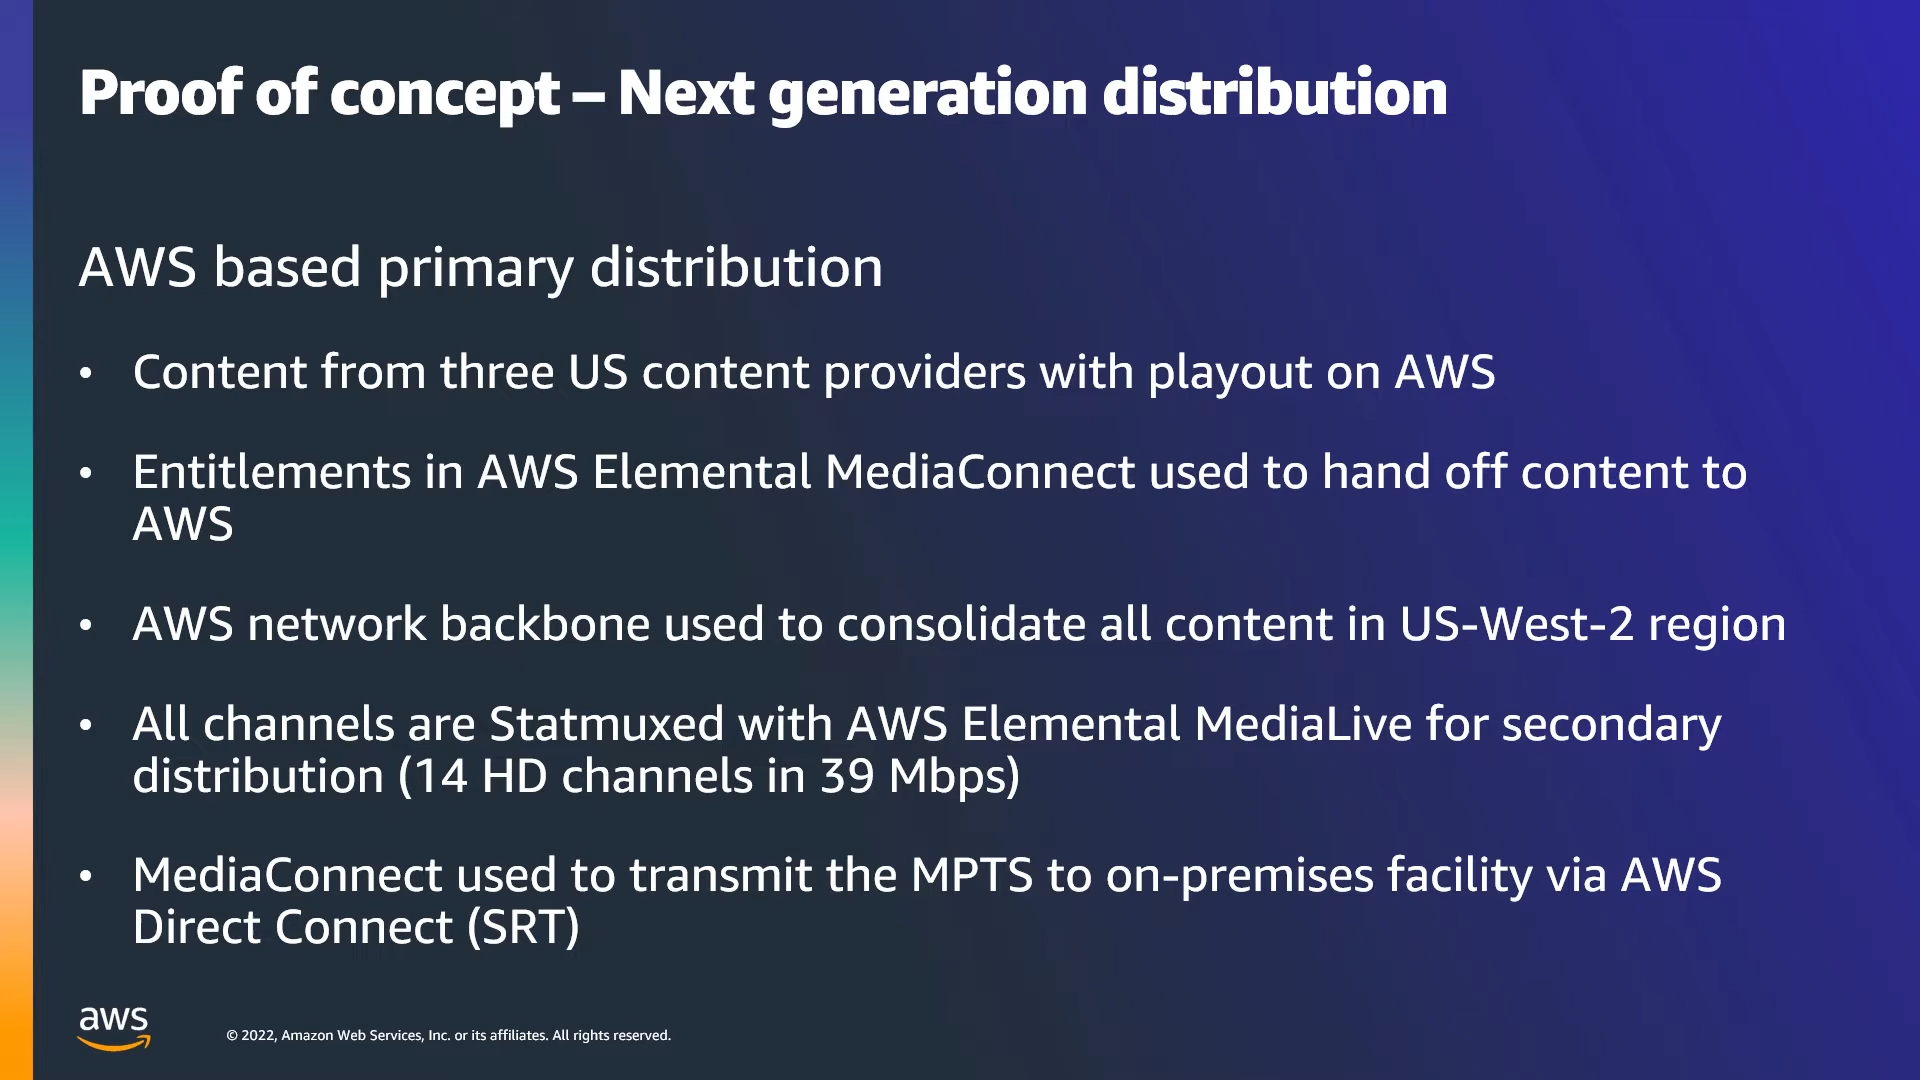 Proof of concept – Next generation distribution
AWS based primary distribution
• Content from three US content providers with playout on AWS
• Entitlements in AWS Elemental MediaConnect used to hand off content to
AWS
• AWS network backbone used to consolidate all content in US-West-2 region
• All channels are Statmuxed with AWS Elemental MediaLive for secondary
distribution (14 HD channels in 39 Mbps)
• MediaConnect used to transmit the MPTS to on-premises facility via AWS
Direct Connect (SRT)
aws
© 2022, Amazon Web Services, Inc. or its affiliates. All rights reserved.